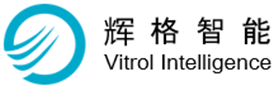 辉格智能
Vitrol Intelligence